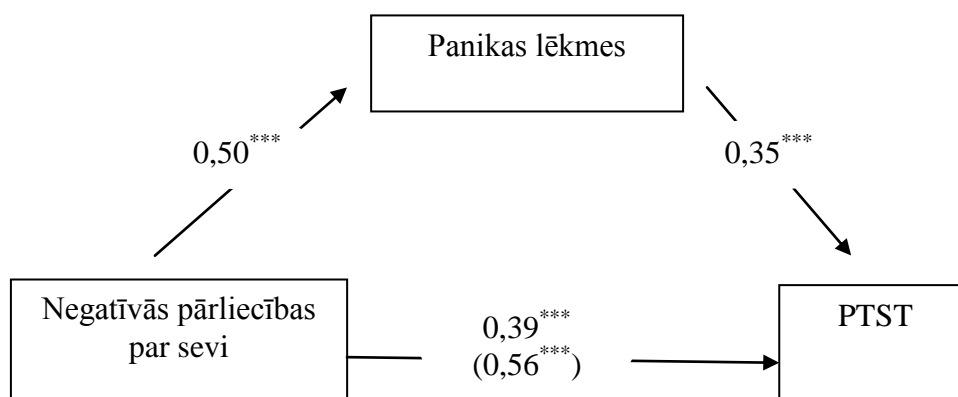 Panikas lēkmes
0,50***
0,35***
Negatīvās pārliecības
par sevi
0,39***
(0,56***)
PTST